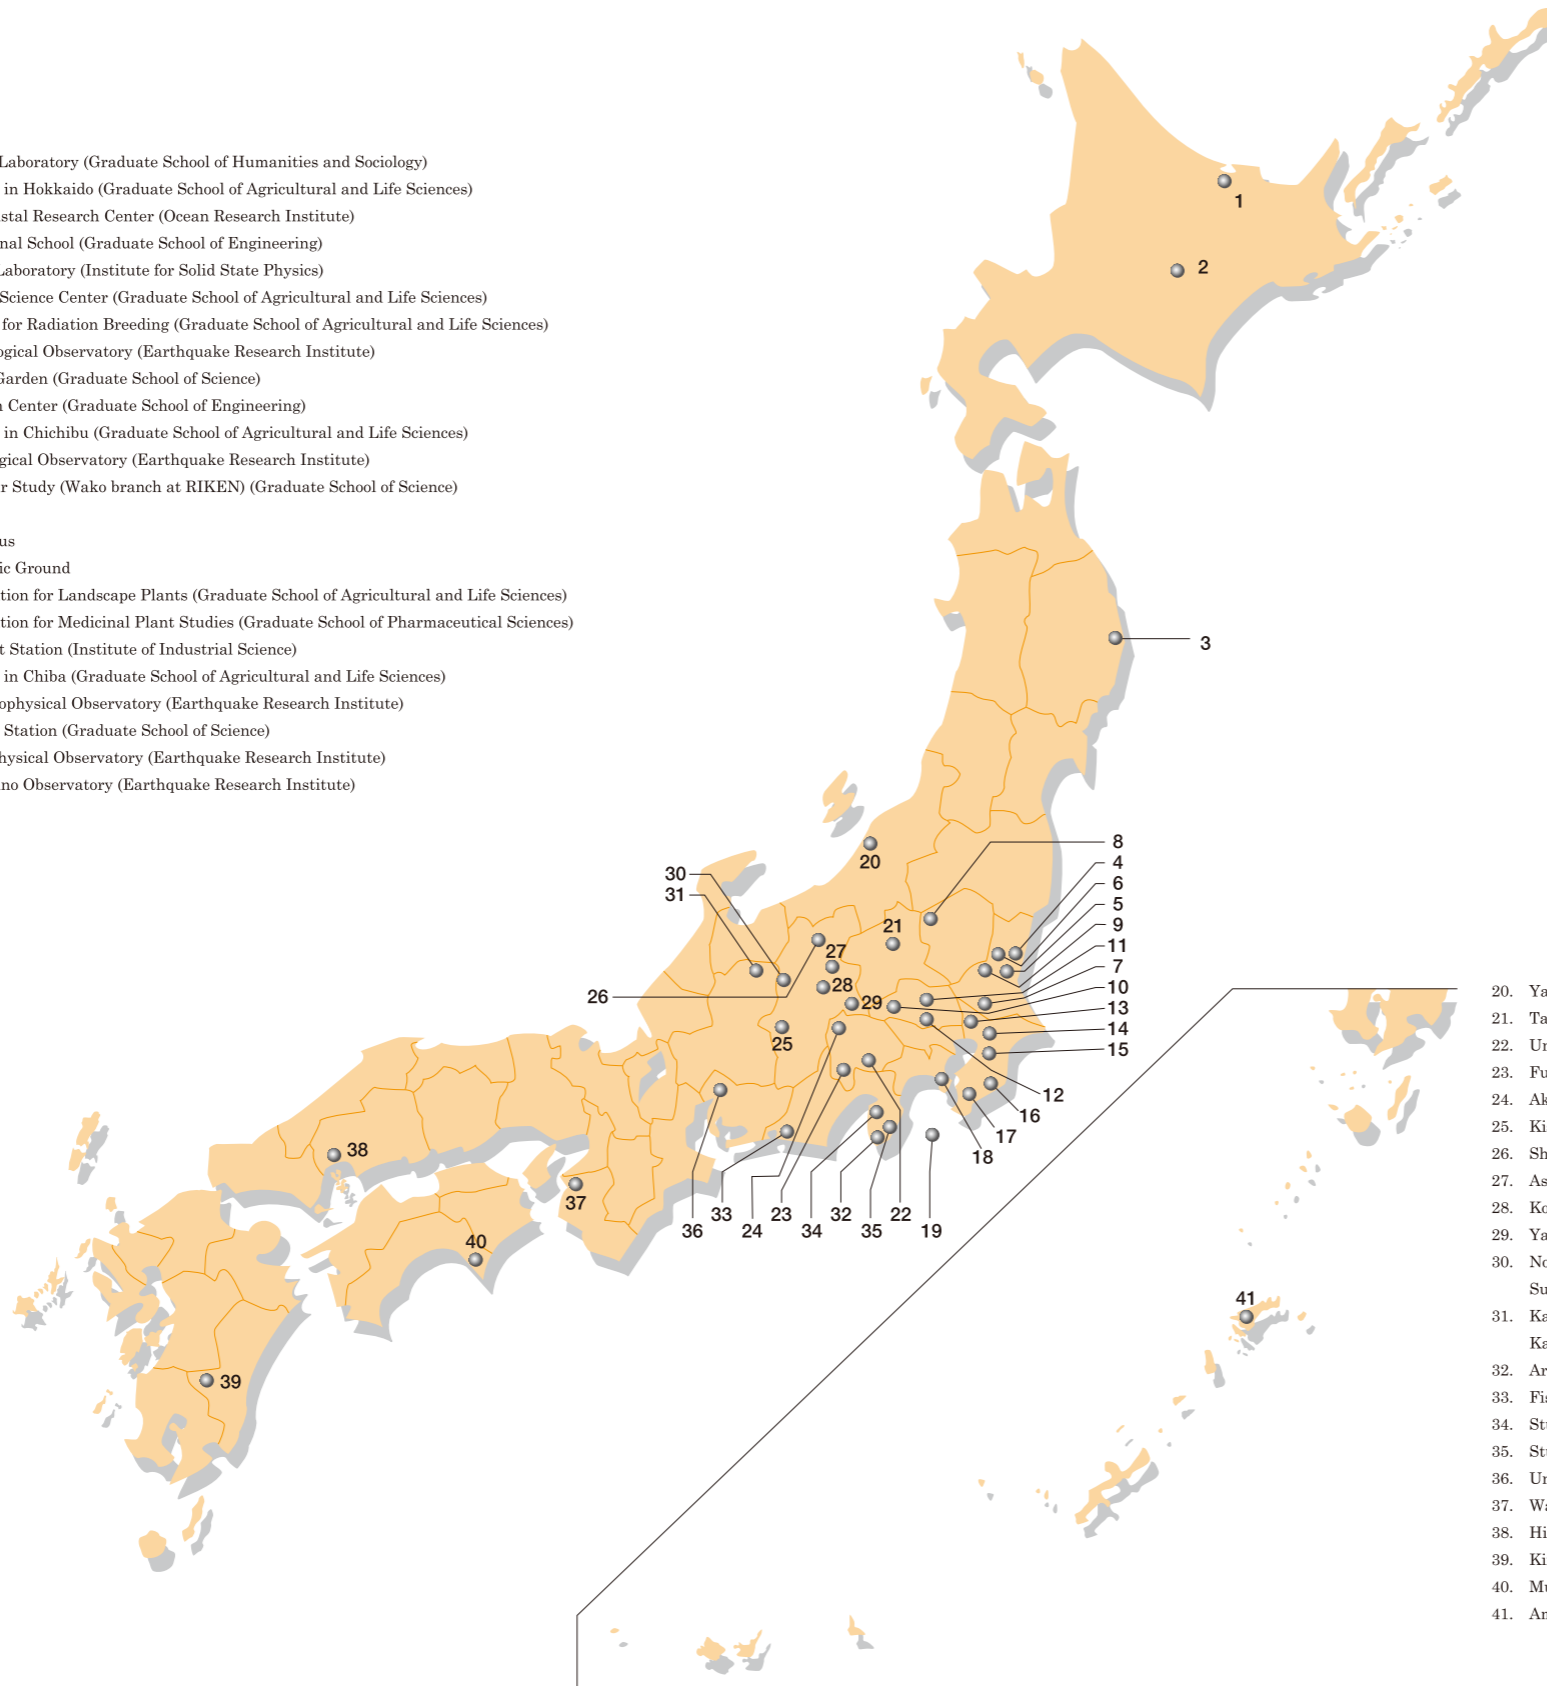 Laboratory (Graduate School of Humanities and Sociology)
in Hokkaido (Graduate School of Agricultural and Life Sciences)
stal Research Center (Ocean Research Institute)
nal School (Graduate School of Engineering)
Laboratory (Institute for Solid State Physics)
Science Center (Graduate School of Agricultural and Life Sciences)
for Radiation Breeding (Graduate School of Agricultural and Life Sciences)
ogical Observatory (Earthquake Research Institute)
Garden (Graduate School of Science)
n Center (Graduate School of Engineering)
in Chichibu (Graduate School of Agricultural and Life Sciences)
gical Observatory (Earthquake Research Institute)
r Study (Wako branch at RIKEN) (Graduate School of Science)
us
ic Ground
tion for Landscape Plants (Graduate School of Agricultural and Life Sciences)
tion for Medicinal Plant Studies (Graduate School of Pharmaceutical Sciences)
t Station (Institute of Industrial Science)
in Chiba (Graduate School of Agricultural and Life Sciences)
ophysical Observatory (Earthquake Research Institute)
Station (Graduate School of Science)
hysical Observatory (Earthquake Research Institute)
no Observatory (Earthquake Research Institute)
1
2
3
20
8
4
6
5
9
11
7
10
13
14
15
30
31
21
27
28
26
29
25
12
16
17
18
38
37
36
33
24
23
34
32
35
22
19
40
39
41
20. Ya
21. Ta
22. Un
23. Fu
24. Ak
25. Ki
26. Sh
27. As
28. Ko
29. Ya
30. No
Su
31. Ka
Ka
32. Ar
33. Fis
34. Stu
35. Stu
36. Un
37. Wa
38. Hi
39. Ki
40. Mu
41. Am